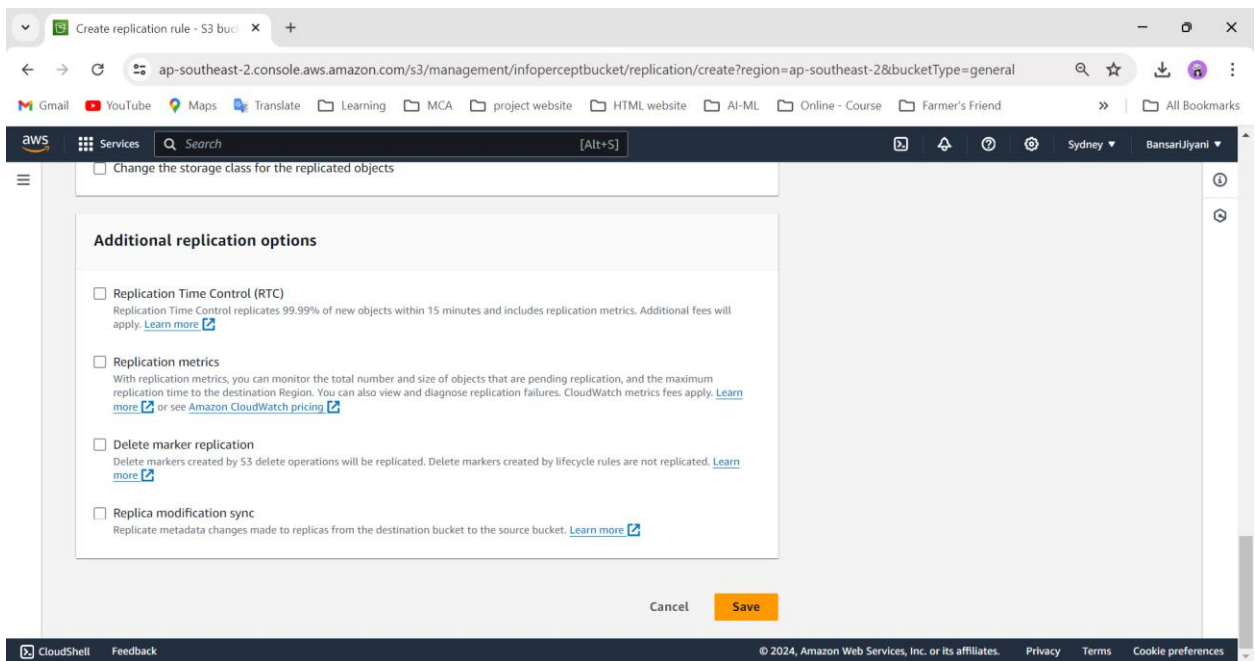 Create replication rule - S3 buc
ap-southeast-2.console.aws.amazon.com/s3/management/infoperceptbucket/replication/create?region=ap-southeast-2&bucketType=general
Gmail YouTube Maps Translate Learning MCA project website HTML website AI-ML Online - Course Farmer's Friend » All Bookmarks
aws Services Search [Alt+S] Sydney BansariJiyani
Change the storage class for the replicated objects
Additional replication options
Replication Time Control (RTC)
Replication Time Control replicates 99.99% of new objects within 15 minutes and includes replication metrics. Additional fees will
apply. Learn more
Replication metrics
With replication metrics, you can monitor the total number and size of objects that are pending replication, and the maximum
replication time to the destination Region. You can also view and diagnose replication failures. CloudWatch metrics fees apply. Learn
more or see Amazon CloudWatch pricing
Delete marker replication
Delete markers created by S3 delete operations will be replicated. Delete markers created by lifecycle rules are not replicated. Learn
more
Replica modification sync
Replicate metadata changes made to replicas from the destination bucket to the source bucket. Learn more
Cancel Save
CloudShell Feedback © 2024, Amazon Web Services, Inc. or its affiliates. Privacy Terms Cookie preferences